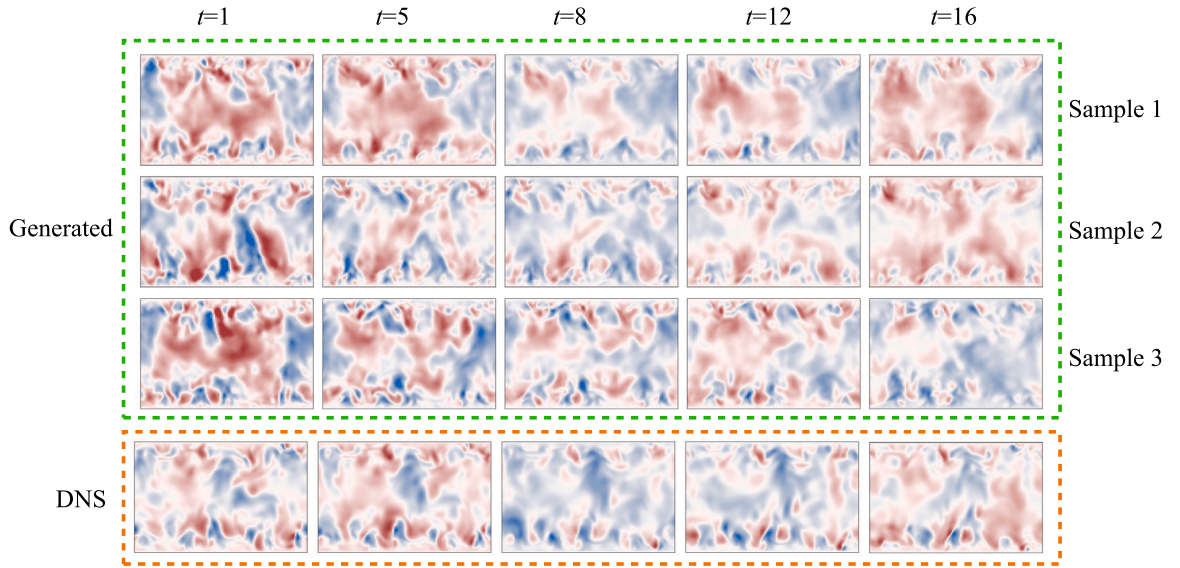 t=1 t=5 t=8 t=12 t=16
Sample 1
Generated
Sample 2
Sample 3
DNS